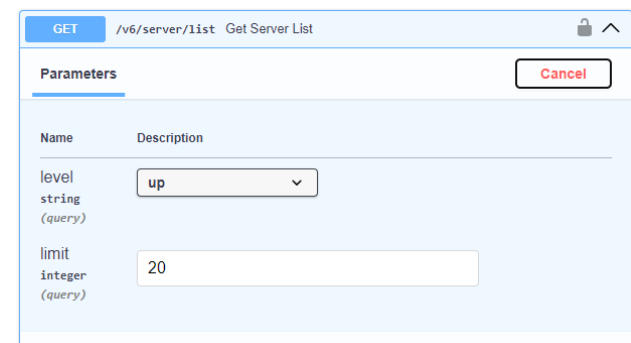 GET /v6/server/list Get Server List
Parameters Cancel
Name Description
level
string
(query)
up
limit
integer
(query)
20